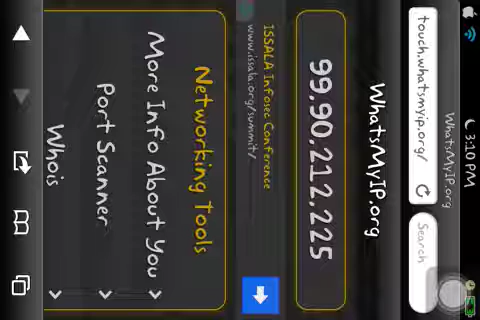 3:10 PM
WhatsMyIP.org
touch.whatsmyip.org/
Search
WhatsMyIP.org
99.90.212.225
ISSALA Infosec Conference
www.issala.org/summit/
Networking Tools
More Info About You
Port Scanner
Whois